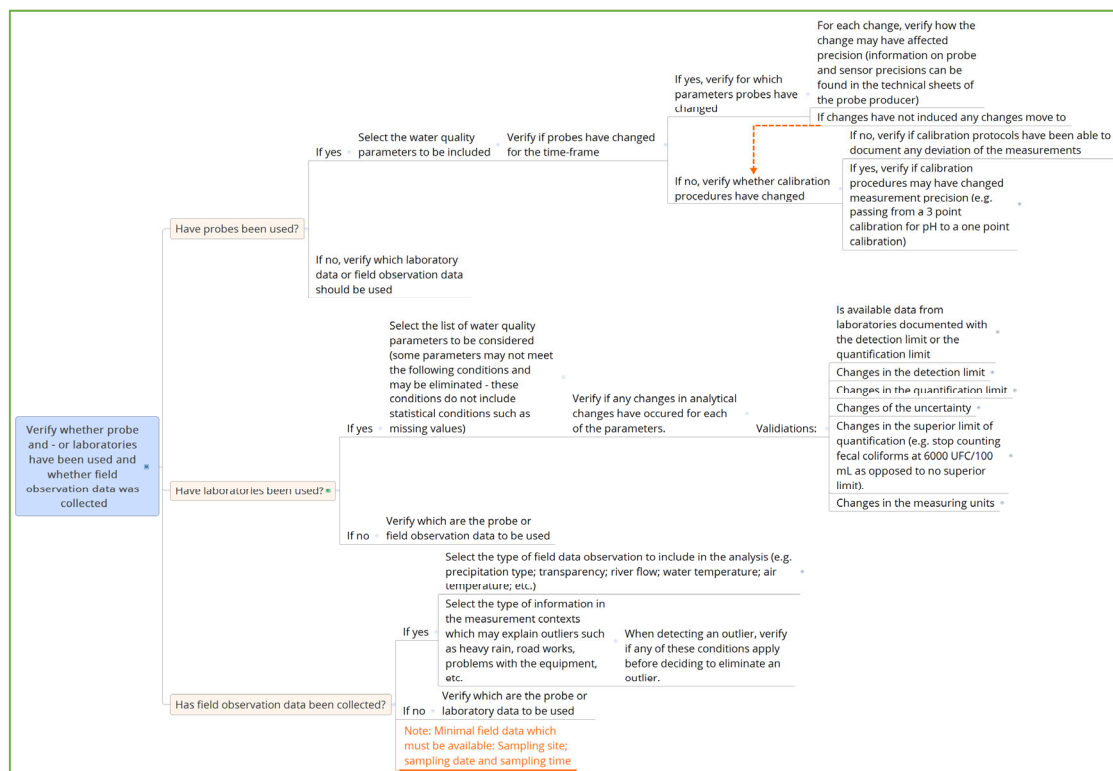 For each change, verify how the
change may have affected
precision (information on probe
and sensor precisions can be
found in the technical sheets of
the probe producer)
If yes, verify for which
parameters probes have
changed
If changes have not induced any changes move to
If no, verify if calibration protocols have been able to
document any deviation of the measurements
If yes
Select the water quality
parameters to be included
Verify if probes have changed
for the time-frame
If no, verify whether calibration
procedures have changed
If yes, verify if calibration
procedures may have changed
measurement precision (e.g.
passing from a 3 point
calibration for pH to a one point
calibration)
Have probes been used?
If no, verify which laboratory
data or field observation data
should be used
Select the list of water quality
parameters to be considered
(some parameters may not meet
the following conditions and
may be eliminated - these
conditions do not include
statistical conditions such as
missing values)
If yes
Verify if any changes in analytical
changes have occured for each
of the parameters.
Validiations:
Is available data from
laboratories documented with
the detection limit or the
quantification limit
Changes in the detection limit
Changes in the quantification limit
Changes of the uncertainty
Changes in the superior limit of
quantification (e.g. stop counting
fecal coliforms at 6000 UFC/100
mL as opposed to no superior
limit).
Changes in the measuring units
Verify whether probe
and - or laboratories
have been used and
whether field
observation data was
collected
Have laboratories been used?
If no
Verify which are the probe or
field observation data to be used
Select the type of field data observation to include in the analysis (e.g.
precipitation type; transparency; river flow; water temperature; air
temperature; etc.)
If yes
Select the type of information in
the measurement contexts
which may explain outliers such
as heavy rain, road works,
problems with the equipment,
etc.
When detecting an outlier, verify
if any of these conditions apply
before deciding to eliminate an
outlier.
Has field observation data been collected?
If no
Verify which are the probe or
laboratory data to be used
Note: Minimal field data which
must be available: Sampling site;
sampling date and sampling time